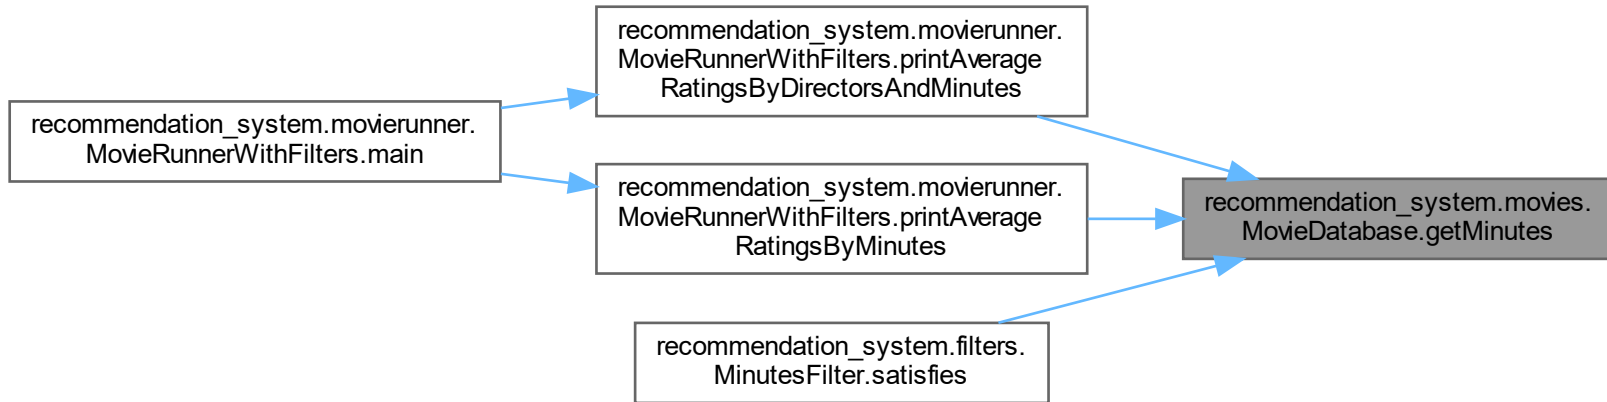 recommendation_system.movierunner.
MovieRunnerWithFilters.main
recommendation_system.movierunner.
MovieRunnerWithFilters.printAverage
RatingsByDirectorsAndMinutes
recommendation_system.movierunner.
MovieRunnerWithFilters.printAverage
RatingsByMinutes
recommendation_system.filters.
MinutesFilter.satisfies
recommendation_system.movies.
MovieDatabase.getMinutes